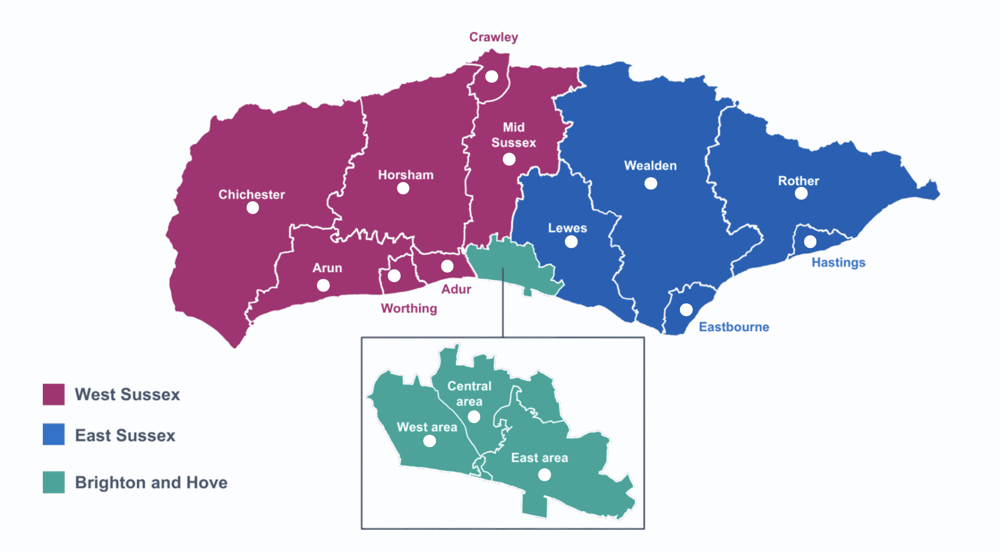 Crawley
Mid
Sussex
Wealden
Horsham
Rother
Chichester
Lewes
Hastings
Arun
Adur
Worthing
Eastbourne
Central
area
West area
East area
West Sussex
East Sussex
Brighton and Hove